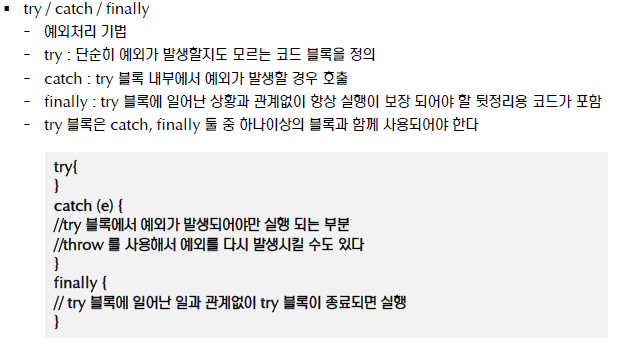 ▪ try / catch / finally
– 예외처리 기법
– try : 단순히 예외가 발생할지도 모르는 코드 블록을 정의
– catch : try 블록 내부에서 예외가 발생할 경우 호출
– finally : try 블록에 일어난 상황과 관계없이 항상 실행이 보장 되어야 할 뒷정리용 코드가 포함
– try 블록은 catch, finally 둘 중 하나이상의 블록과 함께 사용되어야 한다
try{
}
catch (e) {
//try 블록에서 예외가 발생되어야만 실행 되는 부분
//throw 를 사용해서 예외를 다시 발생시킬 수도 있다
}
finally {
// try 블록에 일어난 일과 관계없이 try 블록이 종료되면 실행
}